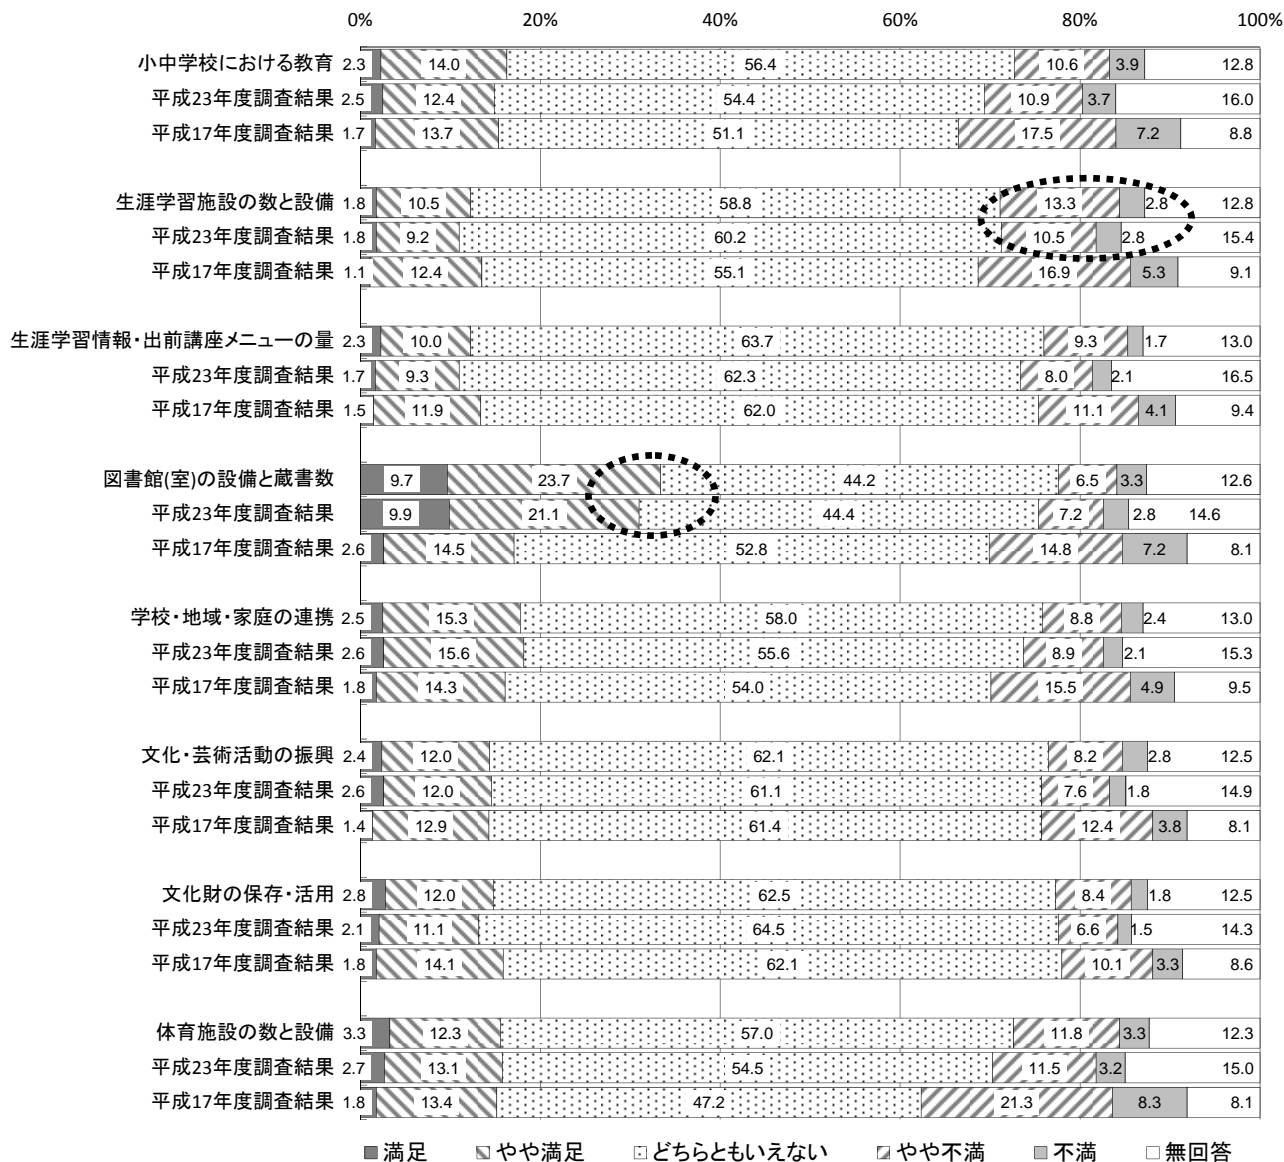 0% 20% 40% 60% 80% 100%
小中学校における教育 2.3 14.0 56.4 10.6 3.9 12.8
平成23年度調査結果 2.5 12.4 54.4 10.9 3.7 16.0
平成17年度調査結果 1.7 13.7 51.1 17.5 7.2 8.8
生涯学習施設の数と設備 1.8 10.5 58.8 13.3 2.8 12.8
平成23年度調査結果 1.8 9.2 60.2 10.5 2.8 15.4
平成17年度調査結果 1.1 12.4 55.1 16.9 5.3 9.1
生涯学習情報・出前講座メニューの量 2.3 10.0 63.7 9.3 1.7 13.0
平成23年度調査結果 1.7 9.3 62.3 8.0 2.1 16.5
平成17年度調査結果 1.5 11.9 62.0 11.1 4.1 9.4
図書館(室)の設備と蔵書数 9.7 23.7 44.2 6.5 3.3 12.6
平成23年度調査結果 9.9 21.1 44.4 7.2 2.8 14.6
平成17年度調査結果 2.6 14.5 52.8 14.8 7.2 8.1
学校・地域・家庭の連携 2.5 15.3 58.0 8.8 2.4 13.0
平成23年度調査結果 2.6 15.6 55.6 8.9 2.1 15.3
平成17年度調査結果 1.8 14.3 54.0 15.5 4.9 9.5
文化・芸術活動の振興 2.4 12.0 62.1 8.2 2.8 12.5
平成23年度調査結果 2.6 12.0 61.1 7.6 1.8 14.9
平成17年度調査結果 1.4 12.9 61.4 12.4 3.8 8.1
文化財の保存・活用 2.8 12.0 62.5 8.4 1.8 12.5
平成23年度調査結果 2.1 11.1 64.5 6.6 1.5 14.3
平成17年度調査結果 1.8 14.1 62.1 10.1 3.3 8.6
体育施設の数と設備 3.3 12.3 57.0 11.8 3.3 12.3
平成23年度調査結果 2.7 13.1 54.5 11.5 3.2 15.0
平成17年度調査結果 1.8 13.4 47.2 21.3 8.3 8.1
満足 やや満足 どちらともいえない やや不満 不満 無回答